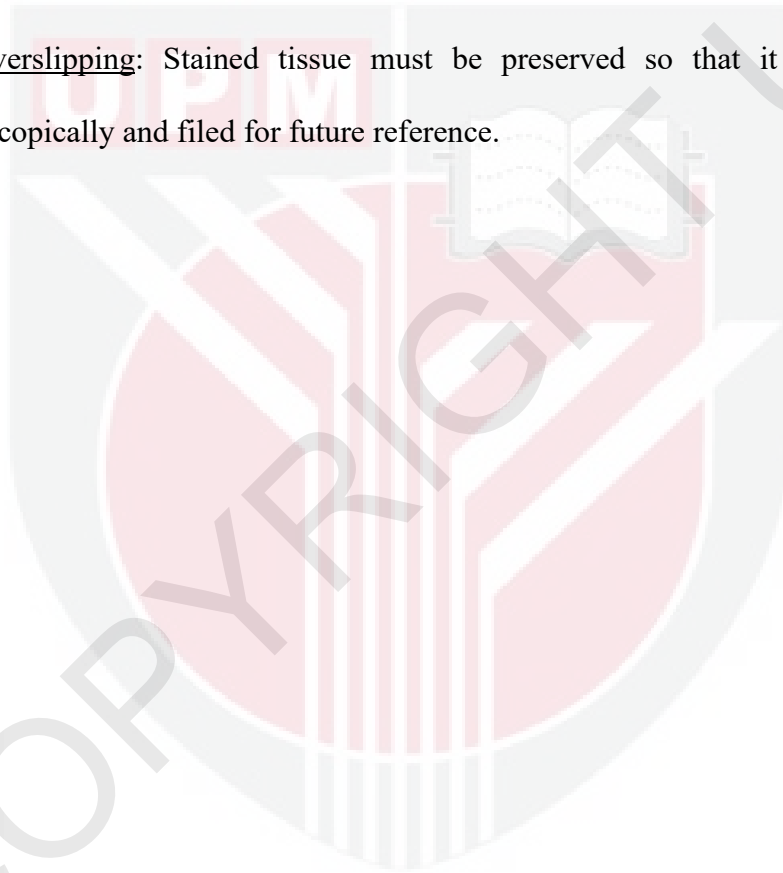 verslipping: Stained tissue must be preserved so that it
copically and filed for future reference.
UPM
COPYRIGHT U